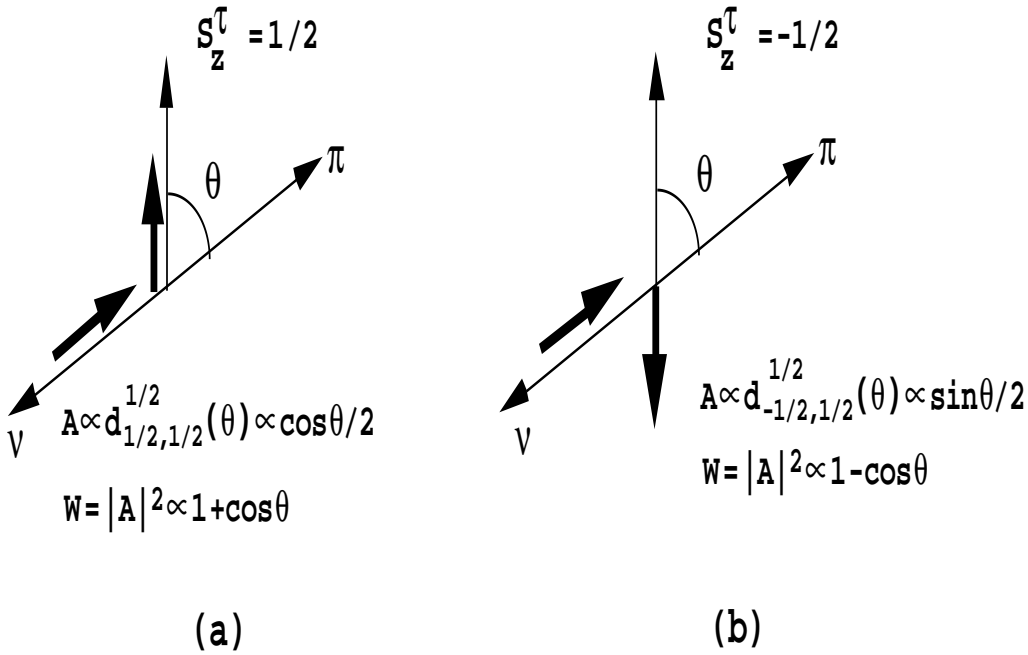 S_z^τ =1/2
π
θ
ν
A∝d^{1/2}_{1/2,1/2}(θ)∝cosθ/2
W=|A|²∝1+cosθ
(a)
S_z^τ =-1/2
π
θ
ν
A∝d^{1/2}_{-1/2,1/2}(θ)∝sinθ/2
W=|A|²∝1-cosθ
(b)